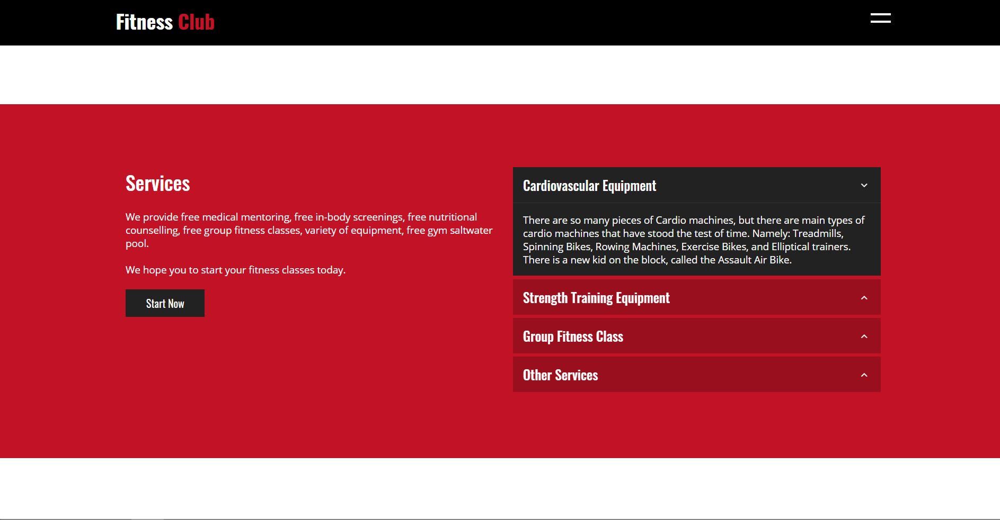 Fitness Club
Services
We provide free medical mentoring, free in-body screenings, free nutritional
counselling, free group fitness classes, variety of equipment, free gym saltwater
pool.
We hope you to start your fitness classes today.
Start Now
Cardiovascular Equipment
There are so many pieces of Cardio machines, but there are main types of
cardio machines that have stood the test of time. Namely: Treadmills,
Spinning Bikes, Rowing Machines, Exercise Bikes, and Elliptical trainers.
There is a new kid on the block, called the Assault Air Bike.
Strength Training Equipment
Group Fitness Class
Other Services